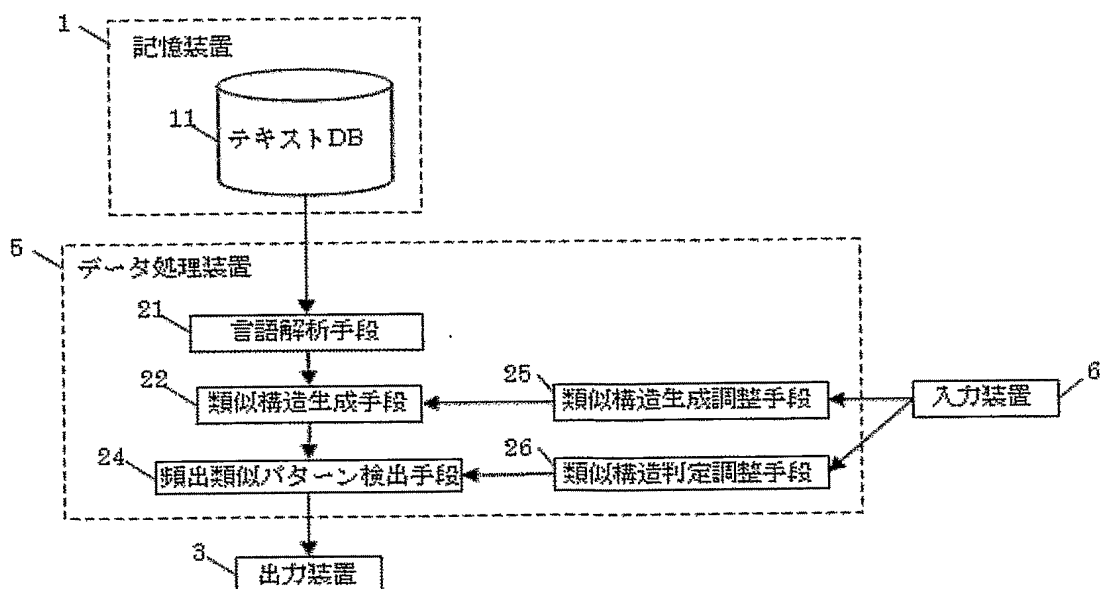 1
記憶装置
11
テキストDB
5
データ処理装置
21
言語解析手段
22
類似構造生成手段
25
類似構造生成調整手段
6
入力装置
24
頻出類似パターン検出手段
26
類似構造判定調整手段
3
出力装置